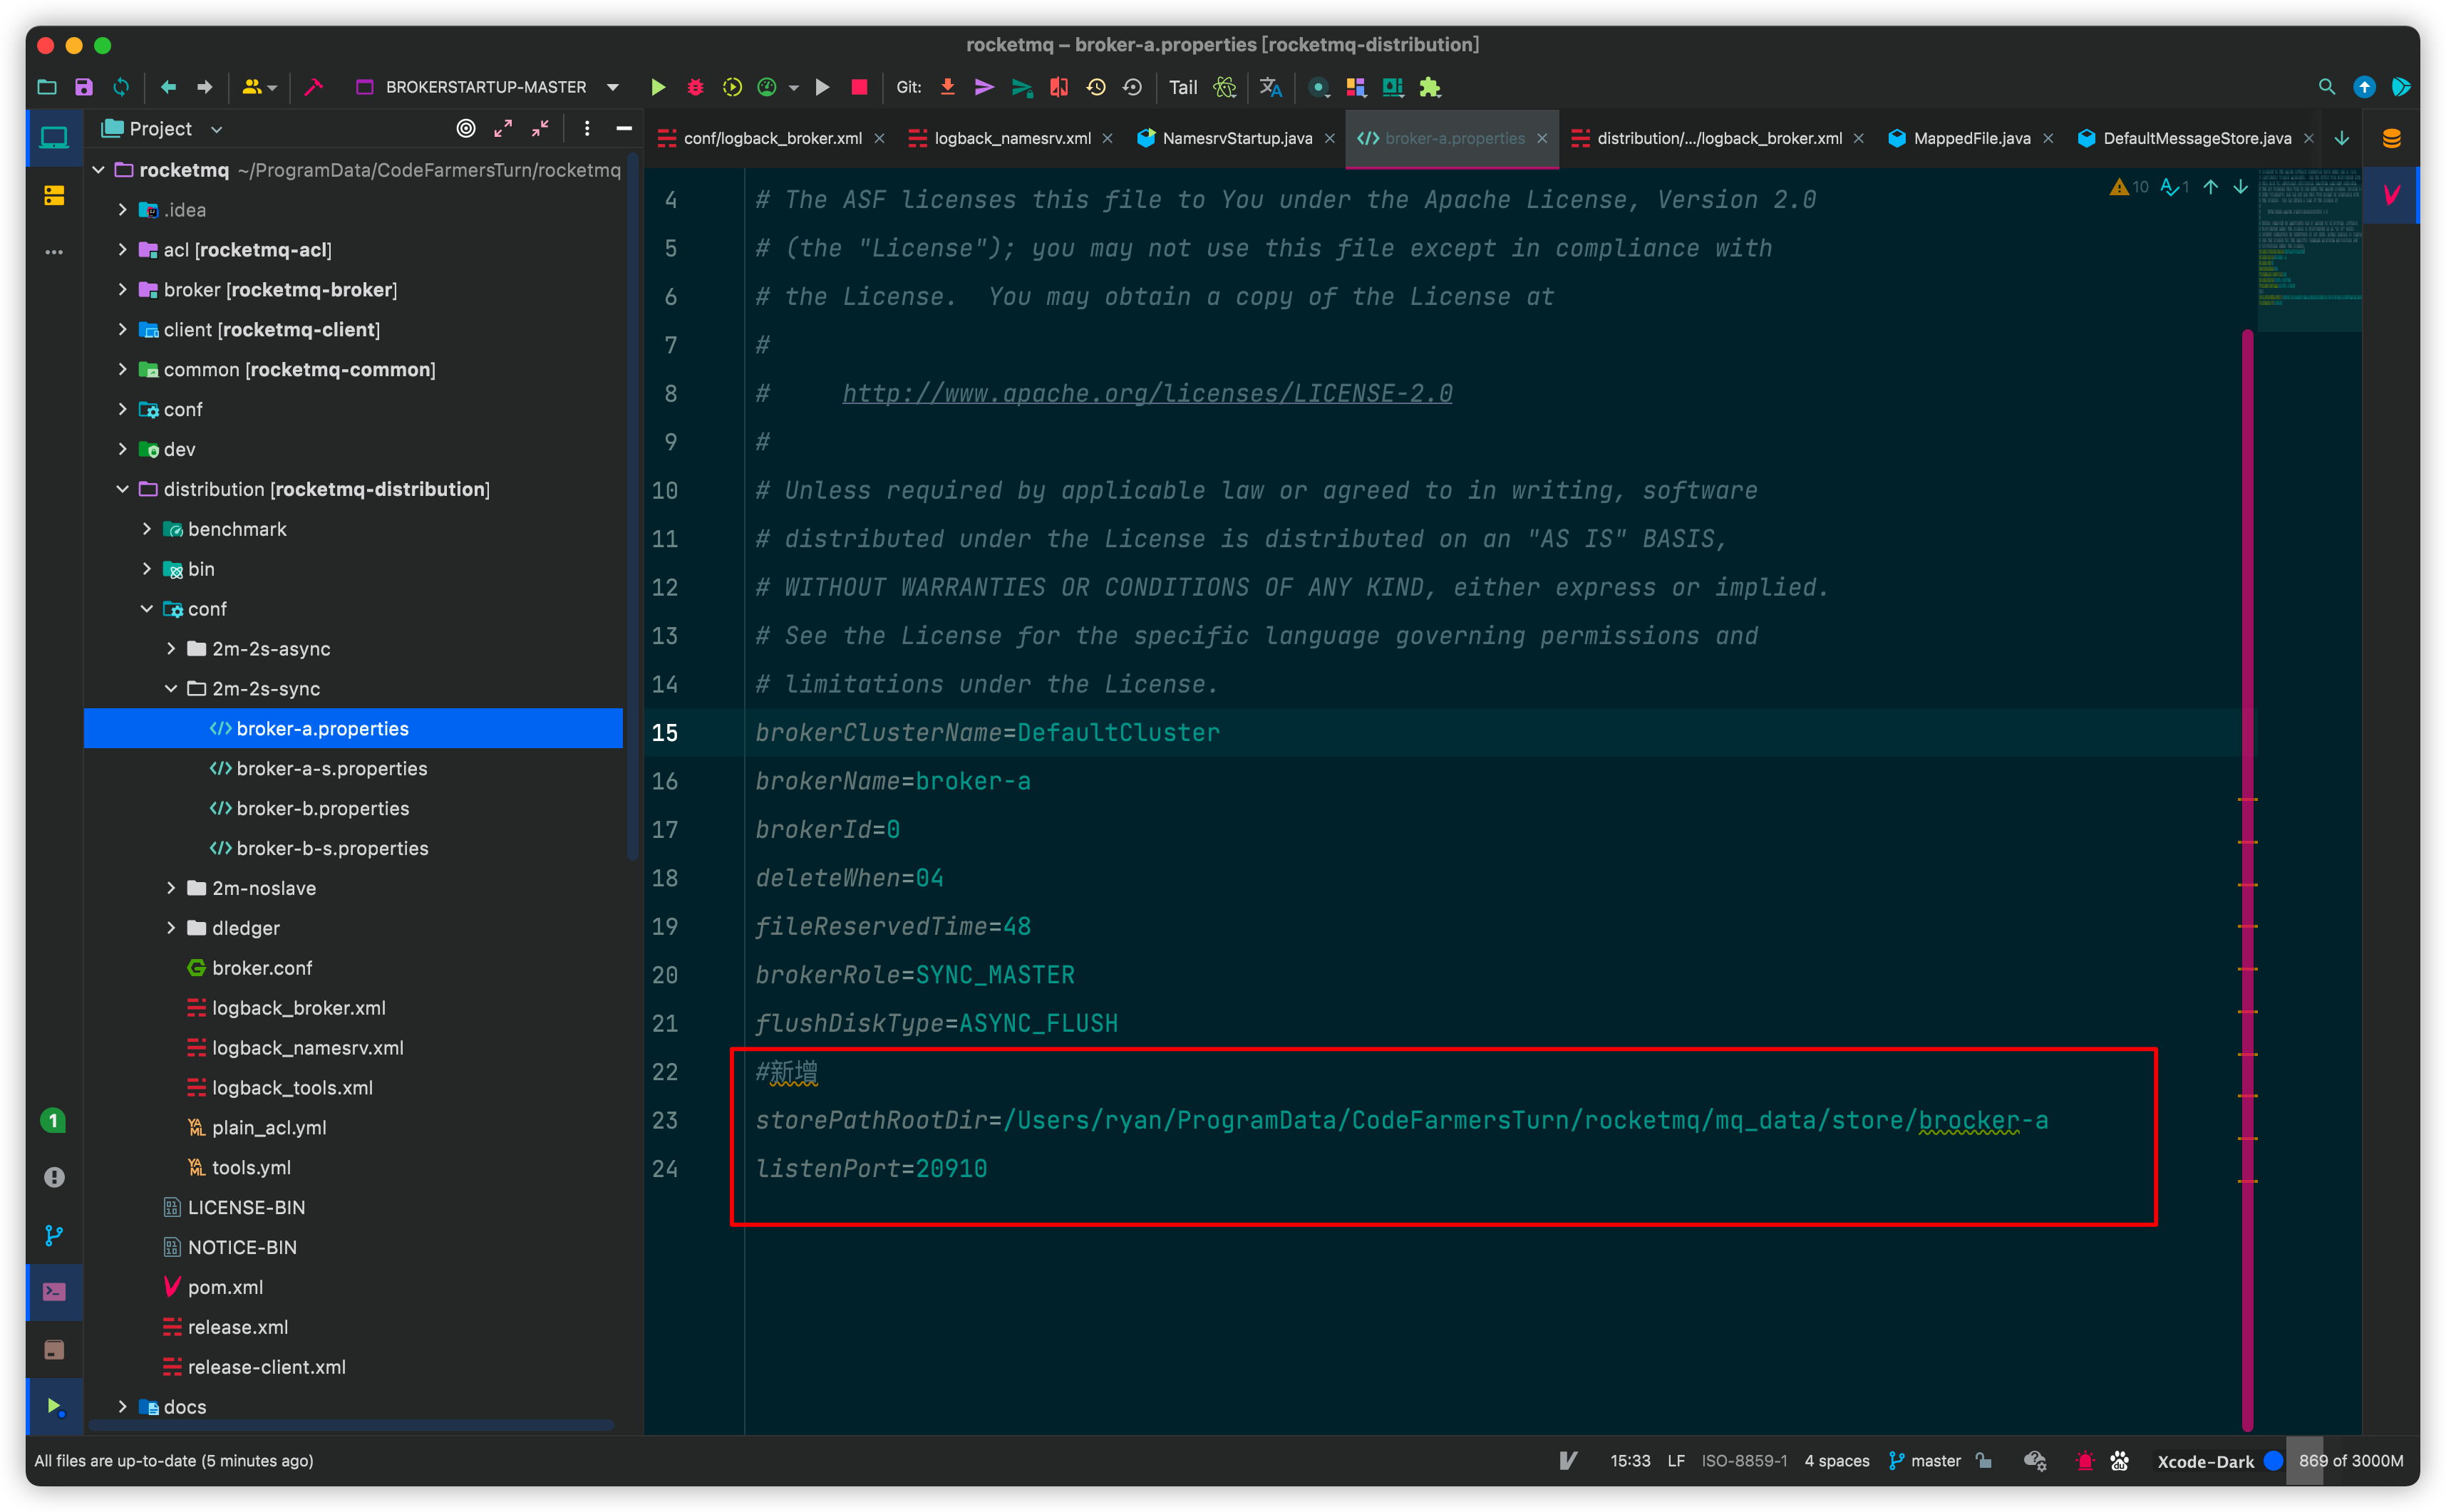 rocketmq – broker-a.properties [rocketmq-distribution]
BROKERSTARTUP-MASTER
Git:
Tail
Project
conf/logback_broker.xml
logback_namesrv.xml
NamesrvStartup.java
broker-a.properties
distribution/.../logback_broker.xml
MappedFile.java
DefaultMessageStore.java
rocketmq ~/ProgramData/CodeFarmersTurn/rocketmq
.idea
acl [rocketmq-acl]
broker [rocketmq-broker]
client [rocketmq-client]
common [rocketmq-common]
conf
dev
distribution [rocketmq-distribution]
benchmark
bin
conf
2m-2s-async
2m-2s-sync
broker-a.properties
broker-a-s.properties
broker-b.properties
broker-b-s.properties
2m-noslave
dledger
broker.conf
logback_broker.xml
logback_namesrv.xml
logback_tools.xml
plain_acl.yml
tools.yml
LICENSE-BIN
NOTICE-BIN
pom.xml
release.xml
release-client.xml
docs
1
10 1
4 # The ASF licenses this file to You under the Apache License, Version 2.0
5 # (the "License"); you may not use this file except in compliance with
6 # the License.  You may obtain a copy of the License at
7 #
8 #     http://www.apache.org/licenses/LICENSE-2.0
9 #
10 # Unless required by applicable law or agreed to in writing, software
11 # distributed under the License is distributed on an "AS IS" BASIS,
12 # WITHOUT WARRANTIES OR CONDITIONS OF ANY KIND, either express or implied.
13 # See the License for the specific language governing permissions and
14 # limitations under the License.
15 brokerClusterName=DefaultCluster
16 brokerName=broker-a
17 brokerId=0
18 deleteWhen=04
19 fileReservedTime=48
20 brokerRole=SYNC_MASTER
21 flushDiskType=ASYNC_FLUSH
22 #新增
23 storePathRootDir=/Users/ryan/ProgramData/CodeFarmersTurn/rocketmq/mq_data/store/brocker-a
24 listenPort=20910
All files are up-to-date (5 minutes ago)
15:33 LF ISO-8859-1 4 spaces master Xcode-Dark 869 of 3000M